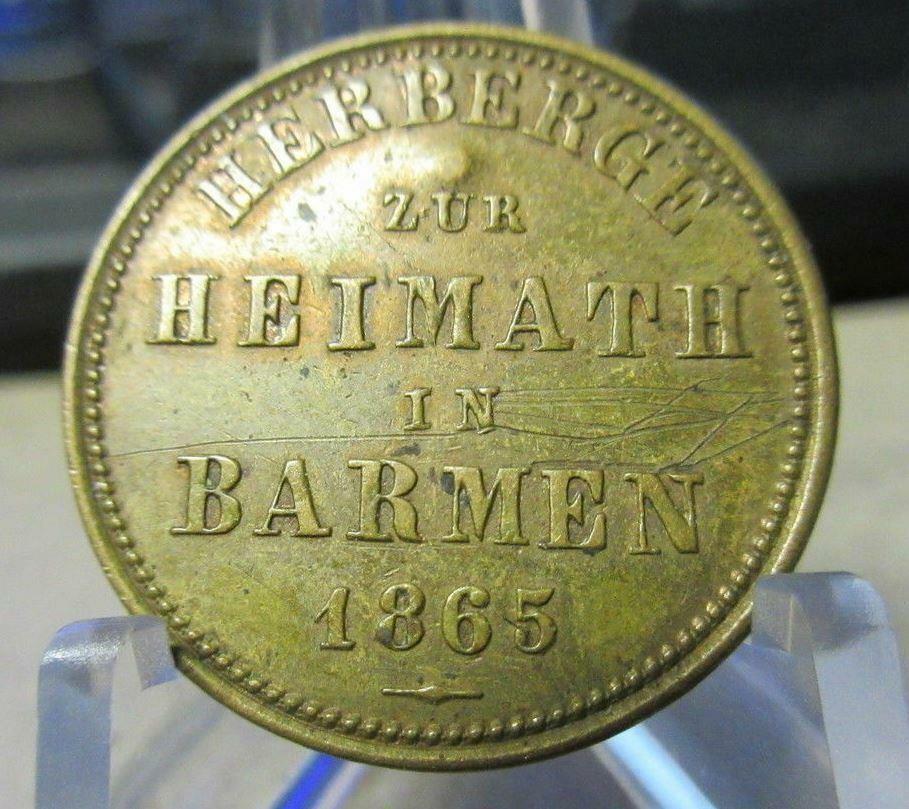 HERBERGE
ZUR
HEIMATH
IN
BARMEN
1865